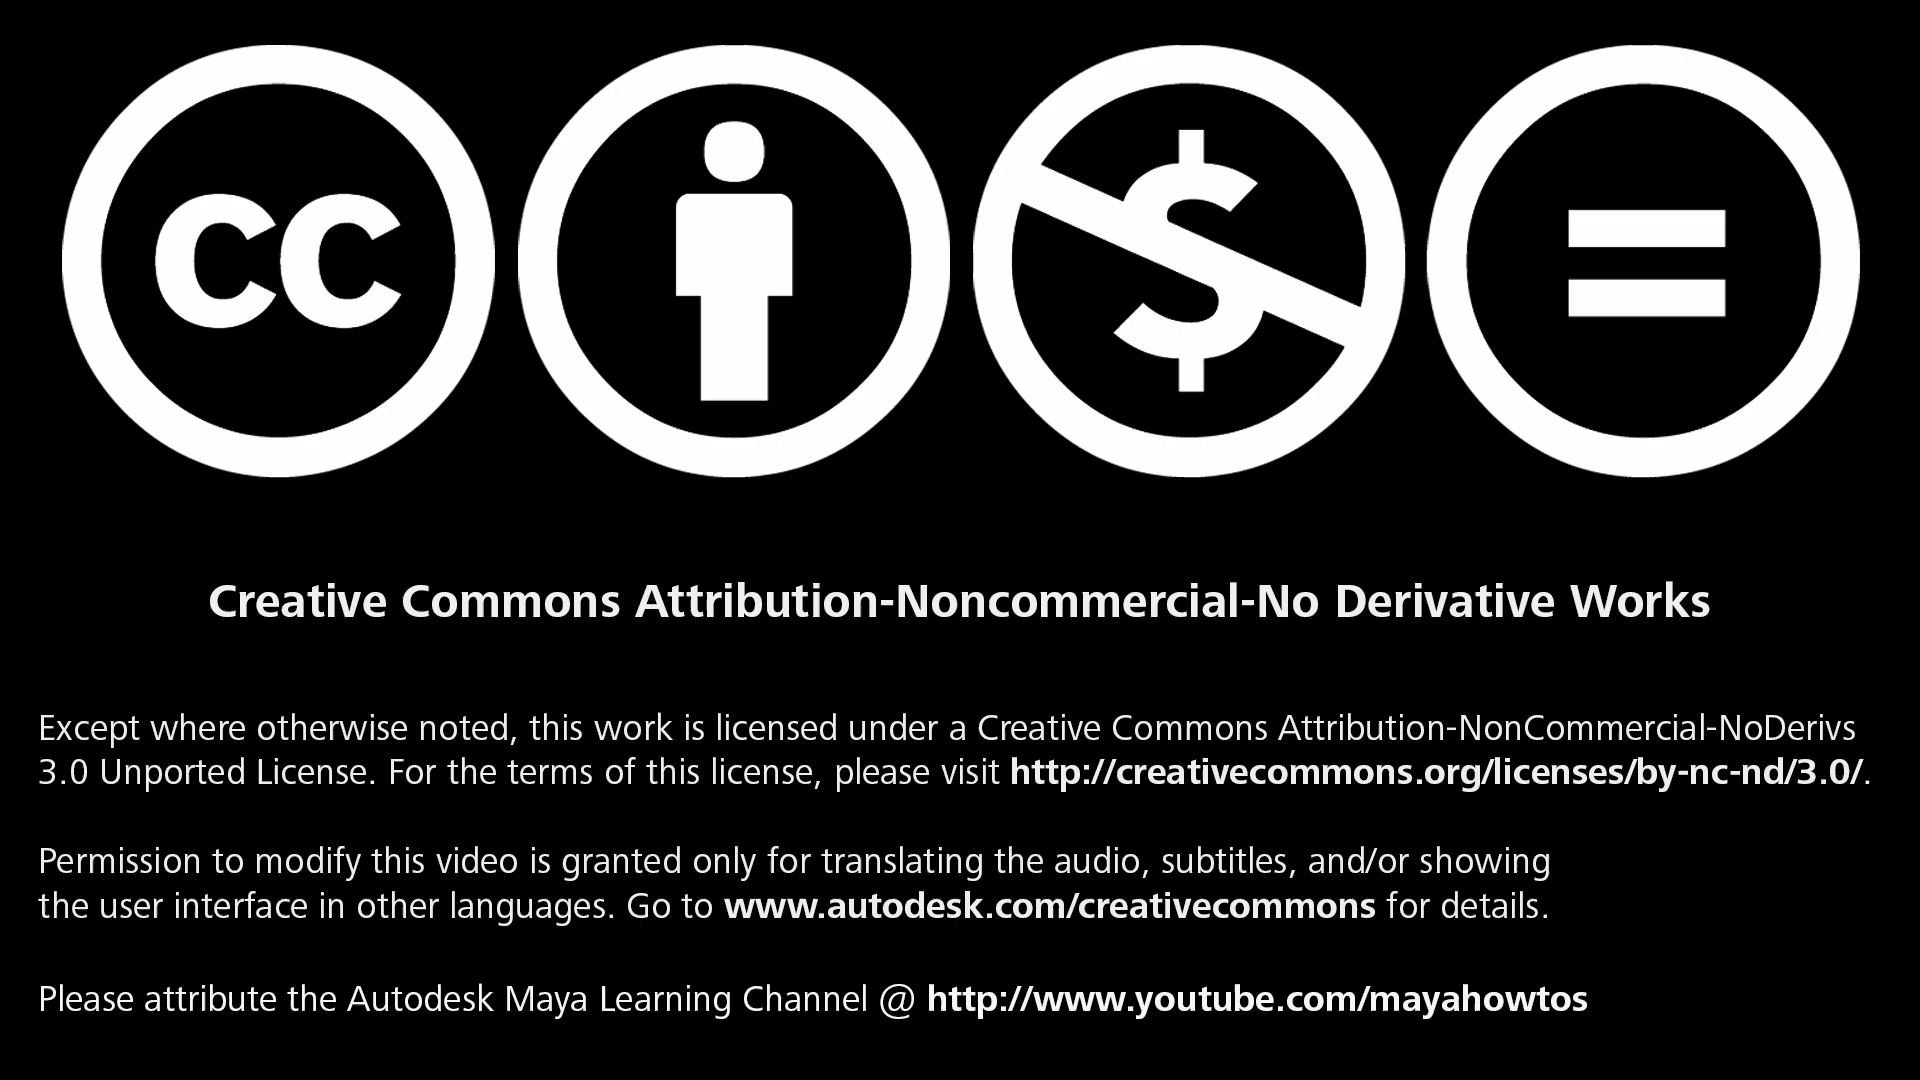 cc $ =
Creative Commons Attribution-Noncommercial-No Derivative Works
Except where otherwise noted, this work is licensed under a Creative Commons Attribution-NonCommercial-NoDerivs
3.0 Unported License. For the terms of this license, please visit http://creativecommons.org/licenses/by-nc-nd/3.0/.
Permission to modify this video is granted only for translating the audio, subtitles, and/or showing
the user interface in other languages. Go to www.autodesk.com/creativecommons for details.
Please attribute the Autodesk Maya Learning Channel @ http://www.youtube.com/mayahowtos